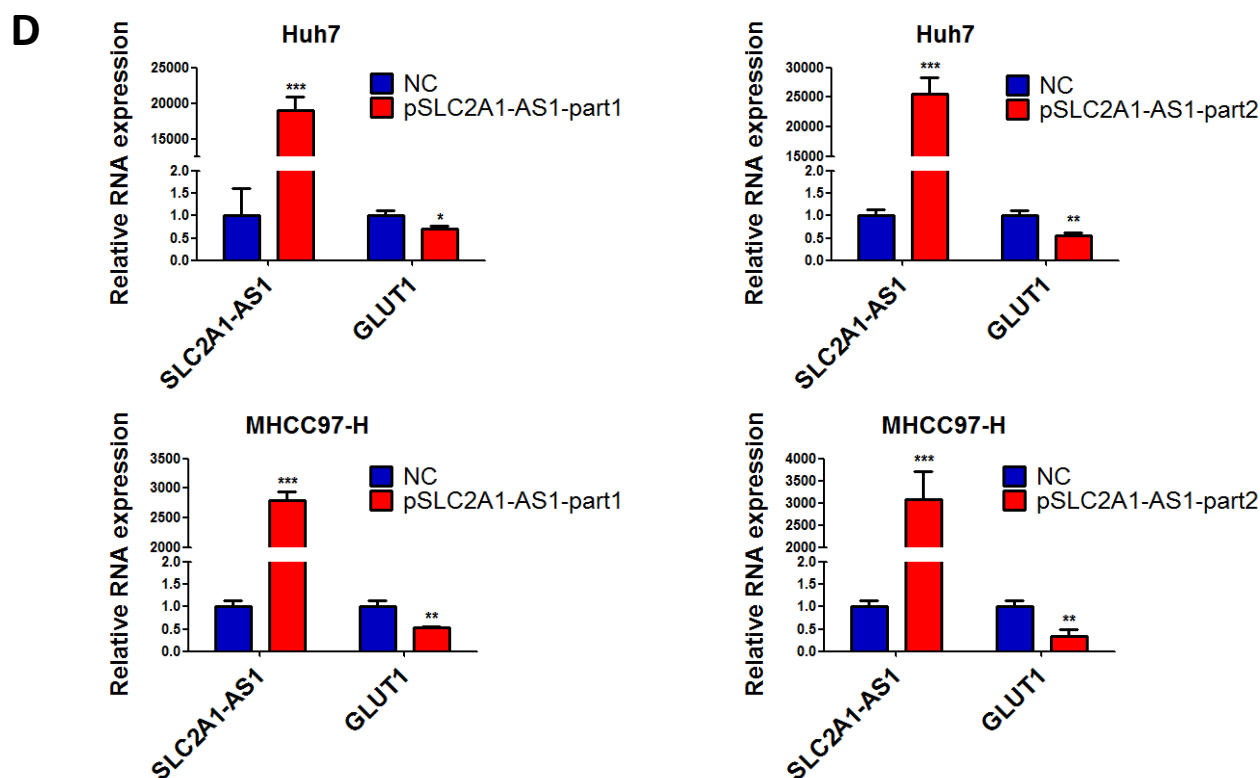 D
Huh7
Relative RNA expression
25000
20000
15000
2.0
1.5
1.0
0.5
0.0
***
*
NC
pSLC2A1-AS1-part1
SLC2A1-AS1
GLUT1
Huh7
Relative RNA expression
30000
25000
20000
15000
2.0
1.5
1.0
0.5
0.0
***
**
NC
pSLC2A1-AS1-part2
SLC2A1-AS1
GLUT1
MHCC97-H
Relative RNA expression
3500
3000
2500
2000
2.0
1.5
1.0
0.5
0.0
***
**
NC
pSLC2A1-AS1-part1
SLC2A1-AS1
GLUT1
MHCC97-H
Relative RNA expression
4000
3500
3000
2500
2000
2.0
1.5
1.0
0.5
0.0
***
**
NC
pSLC2A1-AS1-part2
SLC2A1-AS1
GLUT1